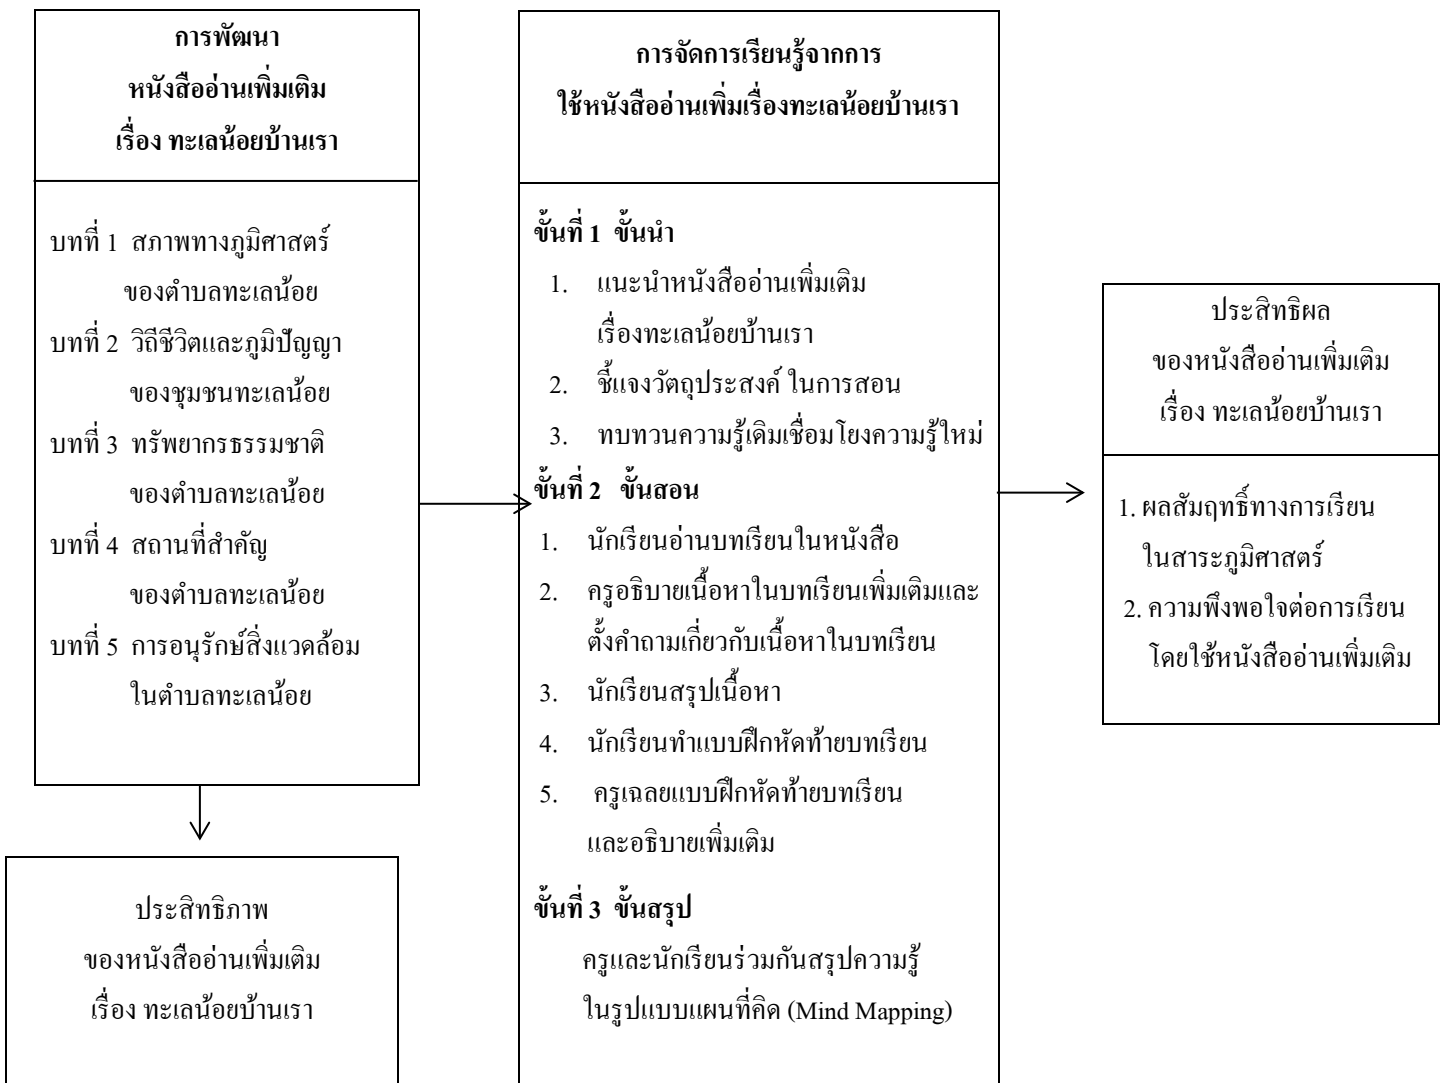 การพัฒนา
หนังสืออ่านเพิ่มเติม
เรื่อง ทะเลน้อยบ้านเรา
บทที่ 1 สภาพทางภูมิศาสตร์
ของตำบลทะเลน้อย
บทที่ 2 วิถีชีวิตและภูมิปัญญา
ของชุมชนทะเลน้อย
บทที่ 3 ทรัพยากรธรรมชาติ
ของตำบลทะเลน้อย
บทที่ 4 สถานที่สำคัญ
ของตำบลทะเลน้อย
บทที่ 5 การอนุรักษ์สิ่งแวดล้อม
ในตำบลทะเลน้อย
ประสิทธิภาพ
ของหนังสืออ่านเพิ่มเติม
เรื่อง ทะเลน้อยบ้านเรา
การจัดการเรียนรู้จากการ
ใช้หนังสืออ่านเพิ่มเรื่องทะเลน้อยบ้านเรา
ขั้นที่ 1 ขั้นนำ
1. แนะนำหนังสืออ่านเพิ่มเติม
เรื่องทะเลน้อยบ้านเรา
2. ชี้แจงวัตถุประสงค์ ในการสอน
3. ทบทวนความรู้เดิมเชื่อมโยงความรู้ใหม่
ขั้นที่ 2 ขั้นสอน
1. นักเรียนอ่านบทเรียนในหนังสือ
2. ครูอธิบายเนื้อหาในบทเรียนเพิ่มเติมและ
ตั้งคำถามเกี่ยวกับเนื้อหาในบทเรียน
3. นักเรียนสรุปเนื้อหา
4. นักเรียนทำแบบฝึกหัดท้ายบทเรียน
5. ครูเฉลยแบบฝึกหัดท้ายบทเรียน
และอธิบายเพิ่มเติม
ขั้นที่ 3 ขั้นสรุป
ครูและนักเรียนร่วมกันสรุปความรู้
ในรูปแบบแผนที่คิด (Mind Mapping)
ประสิทธิผล
ของหนังสืออ่านเพิ่มเติม
เรื่อง ทะเลน้อยบ้านเรา
1. ผลสัมฤทธิ์ทางการเรียน
ในสาระภูมิศาสตร์
2. ความพึงพอใจต่อการเรียน
โดยใช้หนังสืออ่านเพิ่มเติม